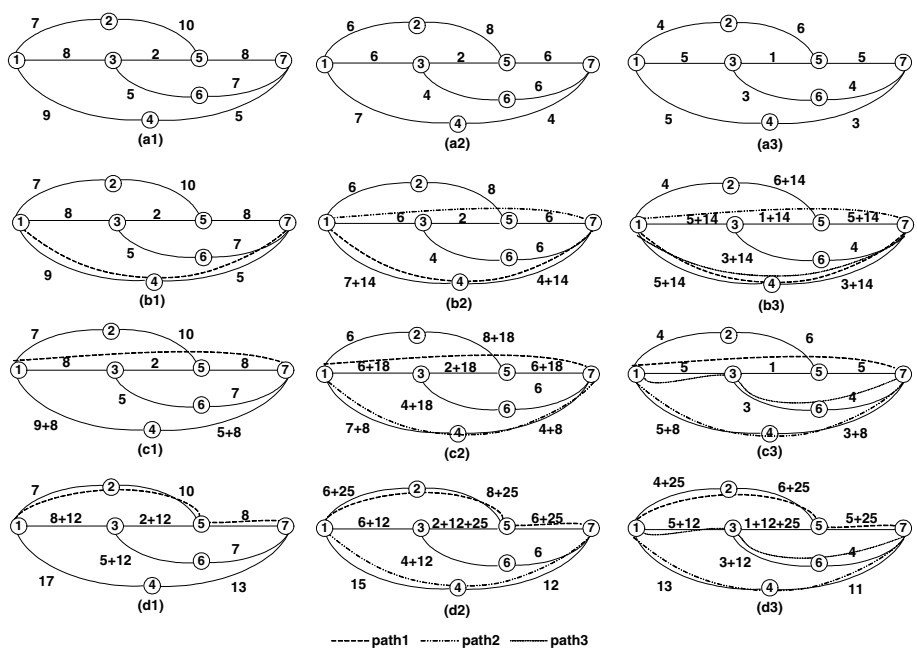 7 2 10
1 8 3 2 5 8 7
5 6 7
9 4 5
(a1)
6 2 8
1 6 3 2 5 6 7
4 6 6
7 4 4
(a2)
4 2 6
1 5 3 1 5 5 7
3 6 4
5 4 3
(a3)
7 2 10
1 8 3 2 5 8 7
5 6 7
9 4 5
(b1)
6 2 8
1 6 3 2 5 6 7
4 6 6
7+14 4 4+14
(b2)
4 2 6+14
1 5+14 3 1+14 5 5+14 7
3+14 6 4
5+14 4 3+14
(b3)
7 2 10
1 8 3 2 5 8 7
5 6 7
9+8 4 5+8
(c1)
6 2 8+18
1 6+18 3 2+18 5 6+18 7
4+18 6 6
7+8 4 4+8
(c2)
4 2 6
1 5 3 1 5 5 7
3 6 4
5+8 4 3+8
(c3)
7 2 10
1 8+12 3 2+12 5 8 7
5+12 6 7
17 4 13
(d1)
6+25 2 8+25
1 6+12 3 2+12+25 5 6+25 7
4+12 6 6
15 4 12
(d2)
4+25 2 6+25
1 5+12 3 1+12+25 5 5+25 7
3+12 6 4
13 4 11
(d3)
path1 path2 path3